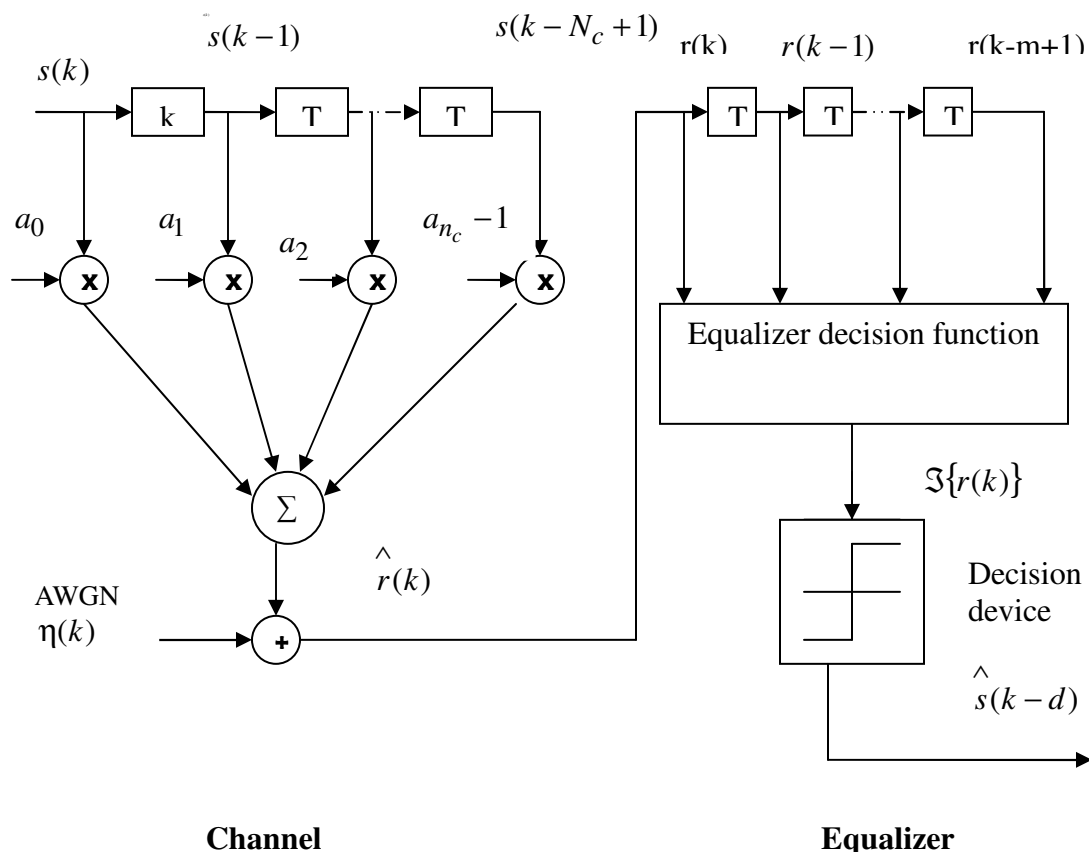 s(k)
s(k − 1)
s(k − N_c + 1)
k
T
T
a_0
a_1
a_2
a_{n_c} − 1
x
x
x
x
Σ
^
r(k)
AWGN
η(k)
+
r(k)
r(k − 1)
r(k-m+1)
T
T
T
Equalizer decision function
ℑ{r(k)}
Decision
device
^
s(k − d)
Channel
Equalizer